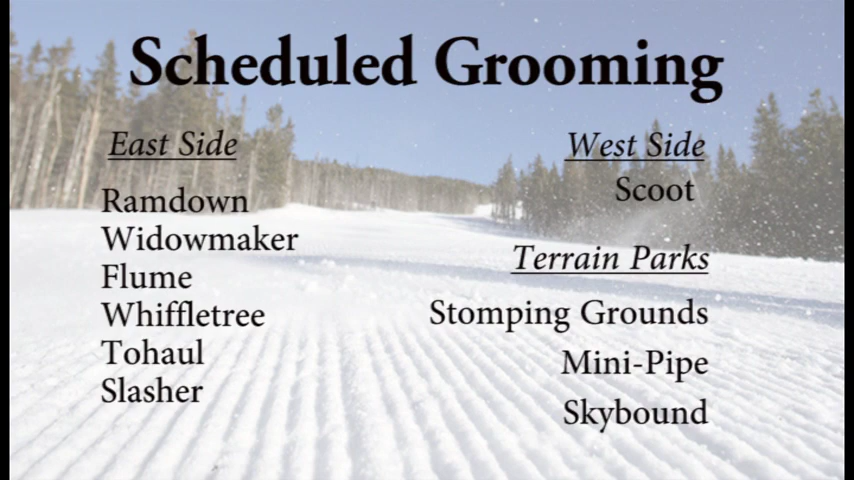 Scheduled Grooming
East Side
Ramdown
Widowmaker
Flume
Whiffletree
Tohaul
Slasher
West Side
Scoot
Terrain Parks
Stomping Grounds
Mini-Pipe
Skybound